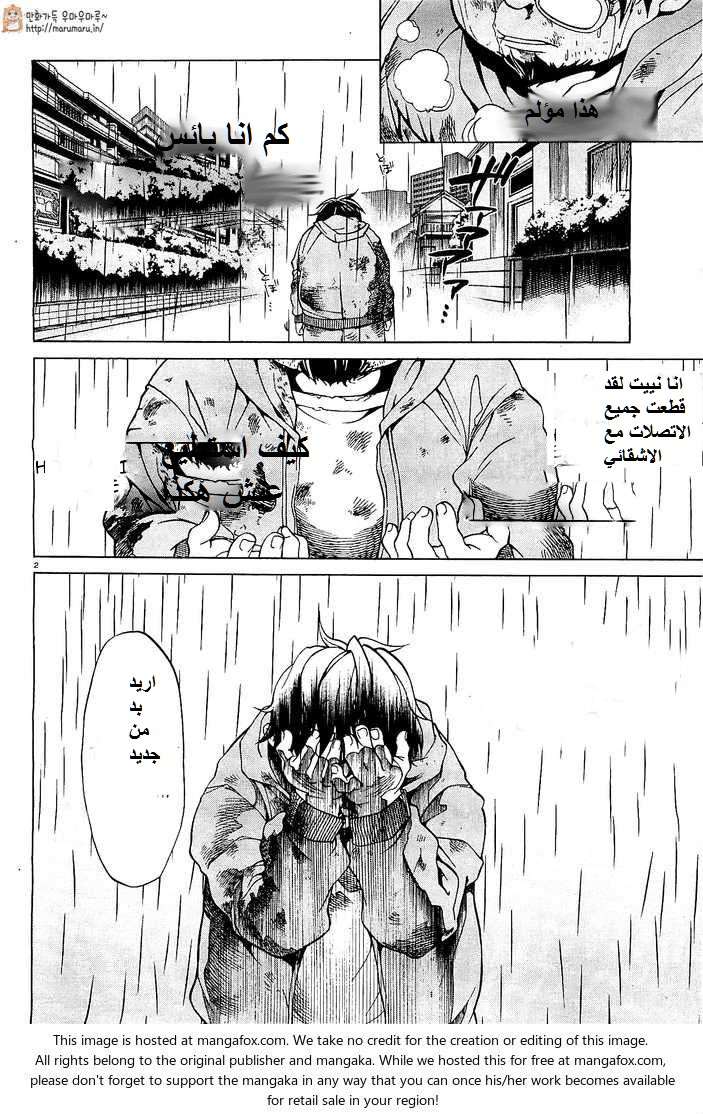 만화가득 우마우마루~
http://marumaru.in/
هذا مؤلم
كم انا بائس
انا نييت لقد
قطعت جميع
الاتصلات مع
الاشقائي
كيف استطيع
عش هكذا
H I
2
اريد
بد
من
جديد
This image is hosted at mangafox.com. We take no credit for the creation or editing of this image.
All rights belong to the original publisher and mangaka. While we hosted this for free at mangafox.com,
please don't forget to support the mangaka in any way that you can once his/her work becomes available
for retail sale in your region!